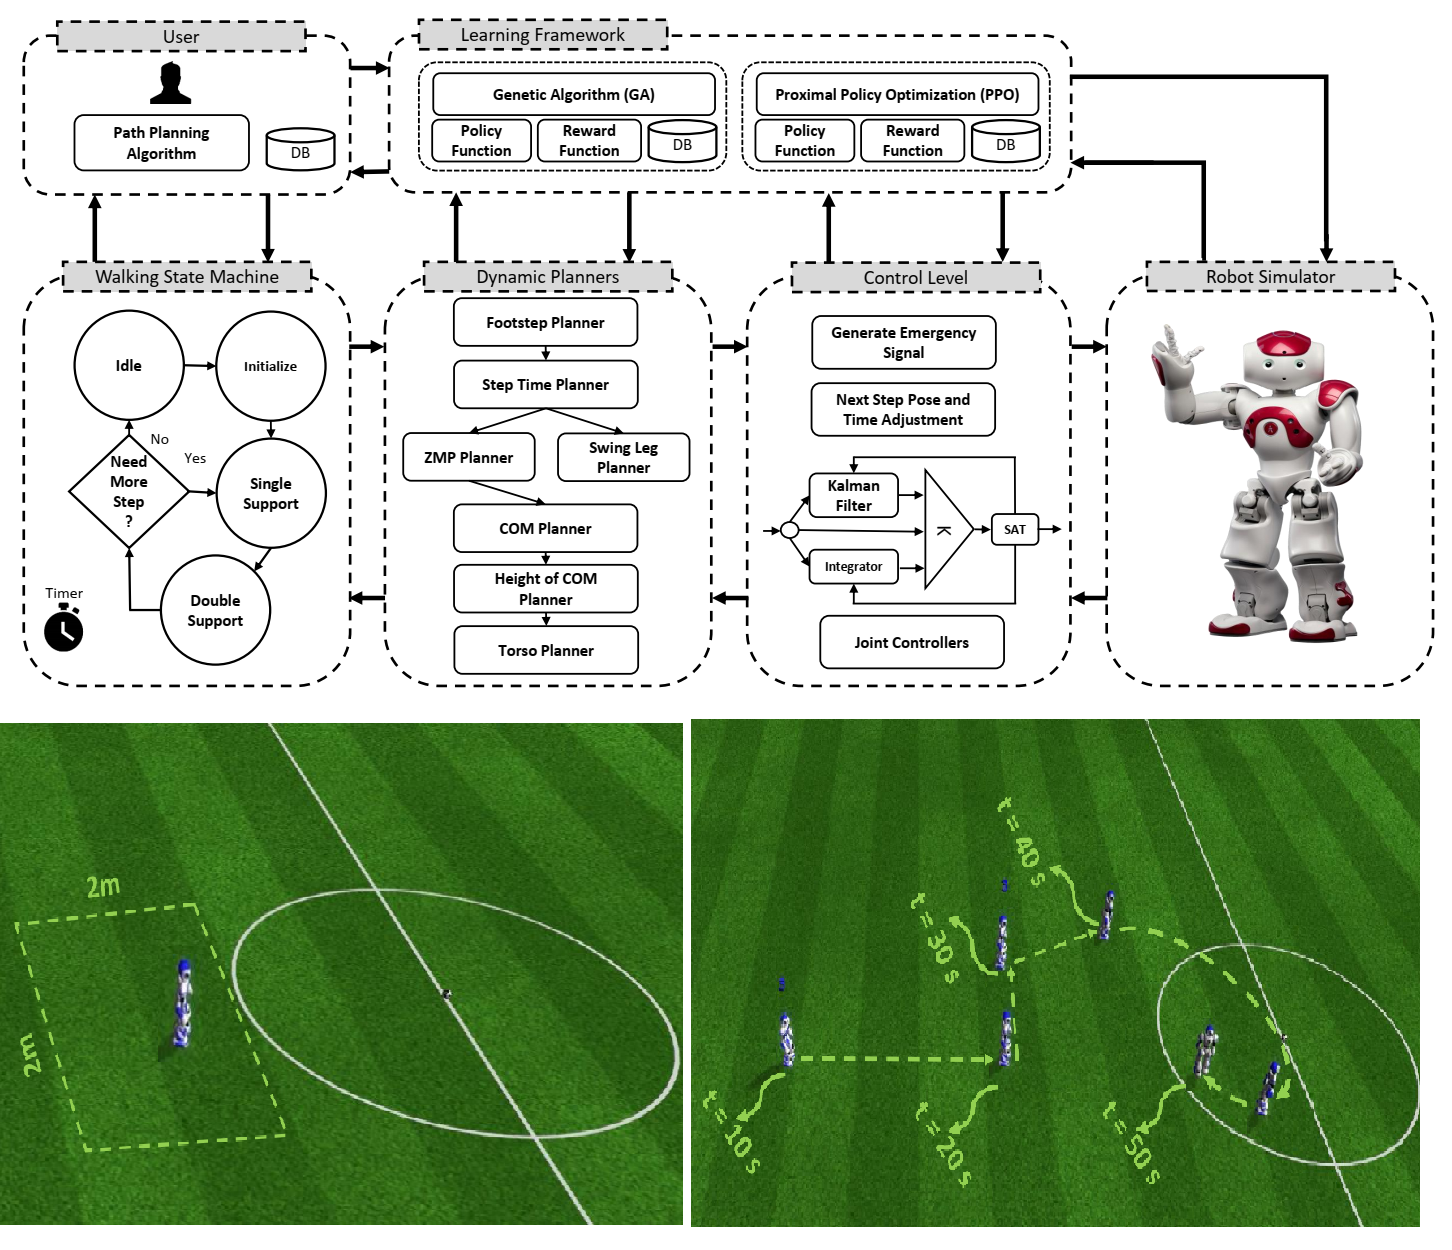 User
Path Planning
Algorithm
DB
Learning Framework
Genetic Algorithm (GA)
Policy
Function
Reward
Function
DB
Proximal Policy Optimization (PPO)
Policy
Function
Reward
Function
DB
Walking State Machine
Idle
Initialize
No
Yes
Need
More
Step
?
Single
Support
Double
Support
Timer
Dynamic Planners
Footstep Planner
Step Time Planner
ZMP Planner
Swing Leg
Planner
COM Planner
Height of COM
Planner
Torso Planner
Control Level
Generate Emergency
Signal
Next Step Pose and
Time Adjustment
Kalman
Filter
K
SAT
Integrator
Joint Controllers
Robot Simulator
2m
2m
t = 40 s
t = 30 s
t = 10 s
t = 20 s
t = 50 s